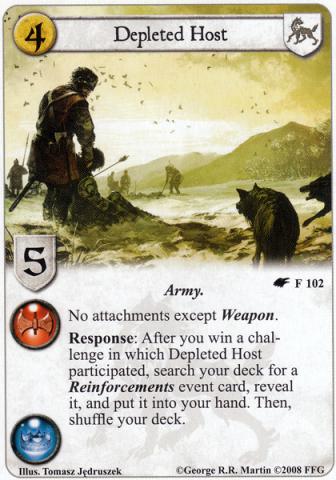 4
Depleted Host
5
Army.
F 102
No attachments except Weapon.
Response: After you win a chal-
lenge in which Depleted Host
participated, search your deck for a
Reinforcements event card, reveal
it, and put it into your hand. Then,
shuffle your deck.
Illus. Tomasz Jędruszek
©George R.R. Martin ©2008 FFG